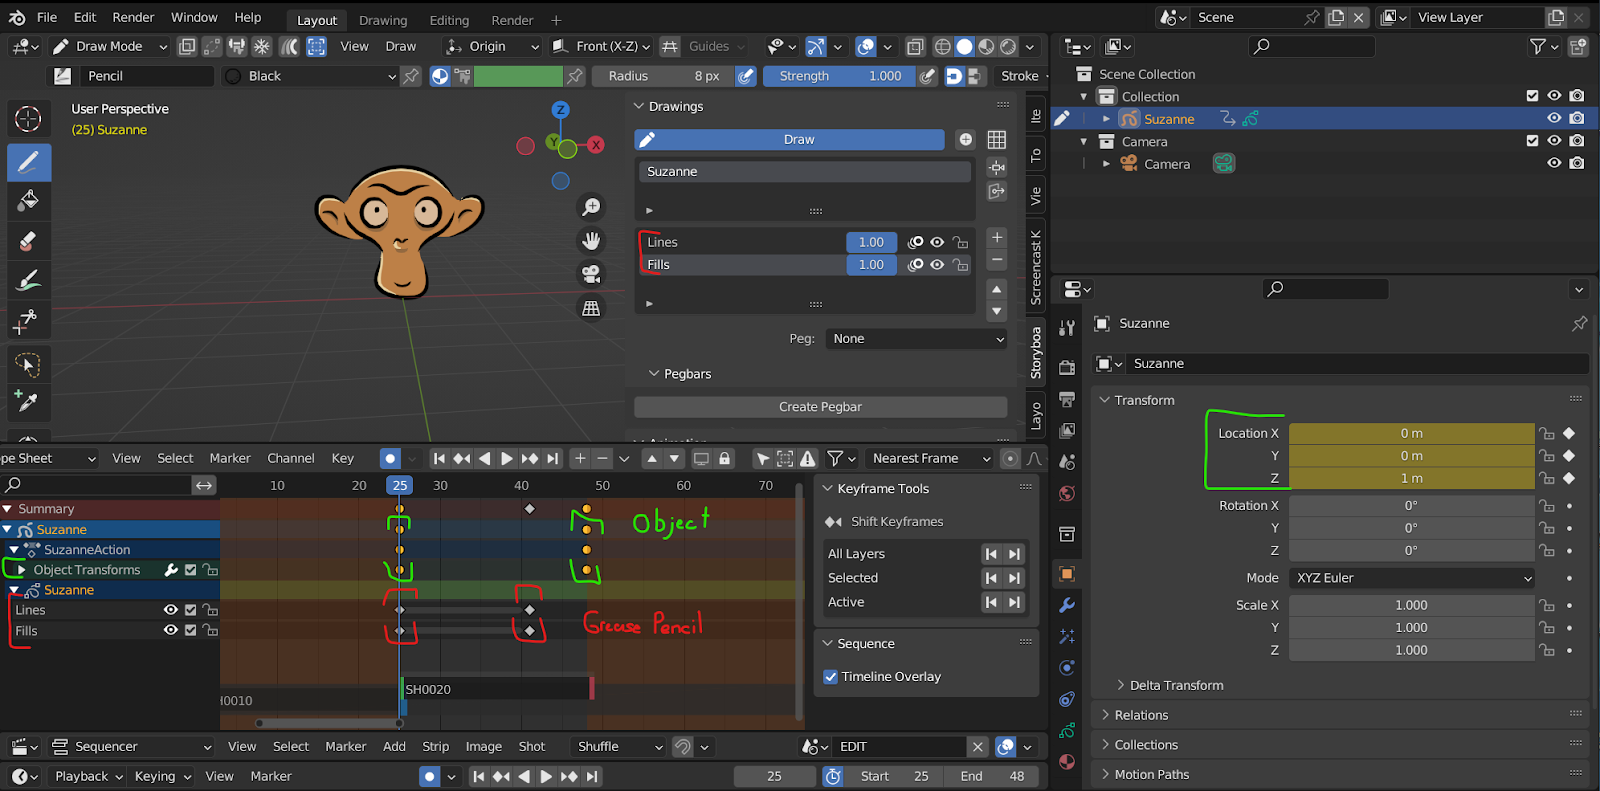 File Edit Render Window Help Layout Drawing Editing Render + Scene View Layer
Draw Mode View Draw Origin Front (X-Z) Guides
Pencil Black Radius 8 px Strength 1.000 Stroke
User Perspective
(25) Suzanne
Drawings
Draw
Suzanne
Lines 1.00
Fills 1.00
Peg: None
Pegbars
Create Pegbar
Ite
To
Vie
Screencast K
Storyboa
Layo
Scene Collection
Collection
Suzanne
Camera
Camera
Suzanne
Suzanne
Transform
Location X 0 m
Y 0 m
Z 1 m
Rotation X 0°
Y 0°
Z 0°
Mode XYZ Euler
Scale X 1.000
Y 1.000
Z 1.000
Delta Transform
Relations
Collections
Motion Paths
ope Sheet View Select Marker Channel Key Nearest Frame
10 25 30 40 50 60 70
Summary
Suzanne
SuzanneAction
Object Transforms
Suzanne
Lines
Fills
Object
Grease Pencil
SH0020
H0010
Keyframe Tools
Shift Keyframes
All Layers
Selected
Active
Sequence
Timeline Overlay
Sequencer View Select Marker Add Strip Image Shot Shuffle EDIT
Playback Keying View Marker 25 Start 25 End 48